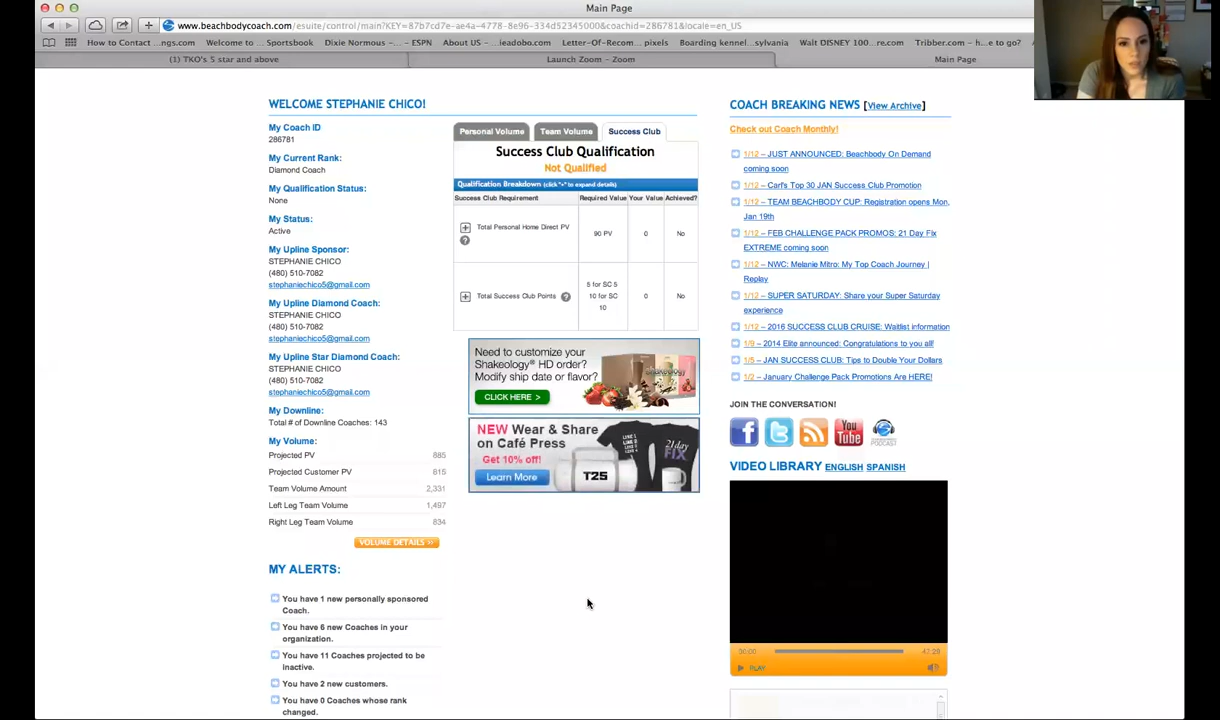 Main Page
www.beachbodycoach.com/esuite/control/main?KEY=87b7cd7e-ae4a-4778-8e96-334d52345000&coachid=286781&locale=en_US
How to Contact ...ngs.com Welcome to ... Sportsbook Dixie Normous - ... - ESPN About US - ...ieadobo.com Letter-Of-Recom... pixels Boarding kennel...sylvania Walt DISNEY 100...re.com Tribber.com - h...e to go?
(1) TKO's 5 star and above
Launch Zoom - Zoom
Main Page
WELCOME STEPHANIE CHICO!
My Coach ID
286781
My Current Rank:
Diamond Coach
My Qualification Status:
None
My Status:
Active
My Upline Sponsor:
STEPHANIE CHICO
(480) 510-7082
stephaniechico5@gmail.com
My Upline Diamond Coach:
STEPHANIE CHICO
(480) 510-7082
stephaniechico5@gmail.com
My Upline Star Diamond Coach:
STEPHANIE CHICO
(480) 510-7082
stephaniechico5@gmail.com
My Downline:
Total # of Downline Coaches: 143
My Volume:
Projected PV 885
Projected Customer PV 615
Team Volume Amount 2,331
Left Leg Team Volume 1,497
Right Leg Team Volume 834
VOLUME DETAILS >>
MY ALERTS:
You have 1 new personally sponsored
Coach.
You have 6 new Coaches in your
organization.
You have 11 Coaches projected to be
inactive.
You have 2 new customers.
You have 0 Coaches whose rank
changed.
Personal Volume Team Volume Success Club
Success Club Qualification
Not Qualified
Qualification Breakdown (click "+" to expand details)
Success Club Requirement Required Value Your Value Achieved?
+ Total Personal Home Direct PV 90 PV 0 No
?
+ Total Success Club Points ? 5 for SC 5 0 No
10 for SC
10
Need to customize your
Shakeology® HD order?
Modify ship date or flavor?
CLICK HERE >
Shakeology
NEW Wear & Share
on Café Press
Get 10% off!
Learn More
T25
21 day
FIX
COACH BREAKING NEWS [View Archive]
Check out Coach Monthly!
1/12 – JUST ANNOUNCED: Beachbody On Demand
coming soon
1/12 – Carl's Top 30 JAN Success Club Promotion
1/12 – TEAM BEACHBODY CUP: Registration opens Mon,
Jan 19th
1/12 – FEB CHALLENGE PACK PROMOS: 21 Day Fix
EXTREME coming soon
1/12 – NWC: Melanie Mitro: My Top Coach Journey |
Replay
1/12 – SUPER SATURDAY: Share your Super Saturday
experience
1/12 – 2016 SUCCESS CLUB CRUISE: Waitlist information
1/9 – 2014 Elite announced: Congratulations to you all!
1/5 – JAN SUCCESS CLUB: Tips to Double Your Dollars
1/2 – January Challenge Pack Promotions Are HERE!
JOIN THE CONVERSATION!
You Tube
VIDEO LIBRARY ENGLISH SPANISH
00:00 47:28
PLAY